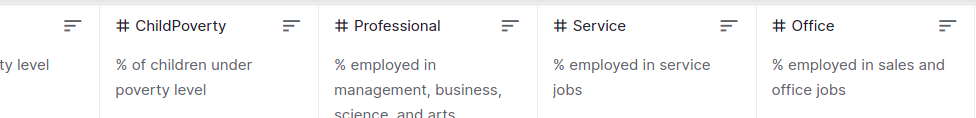 # ChildPoverty # Professional # Service # Office
ty level % of children under % employed in % employed in service % employed in sales and
poverty level management, business, jobs office jobs
science, and arts